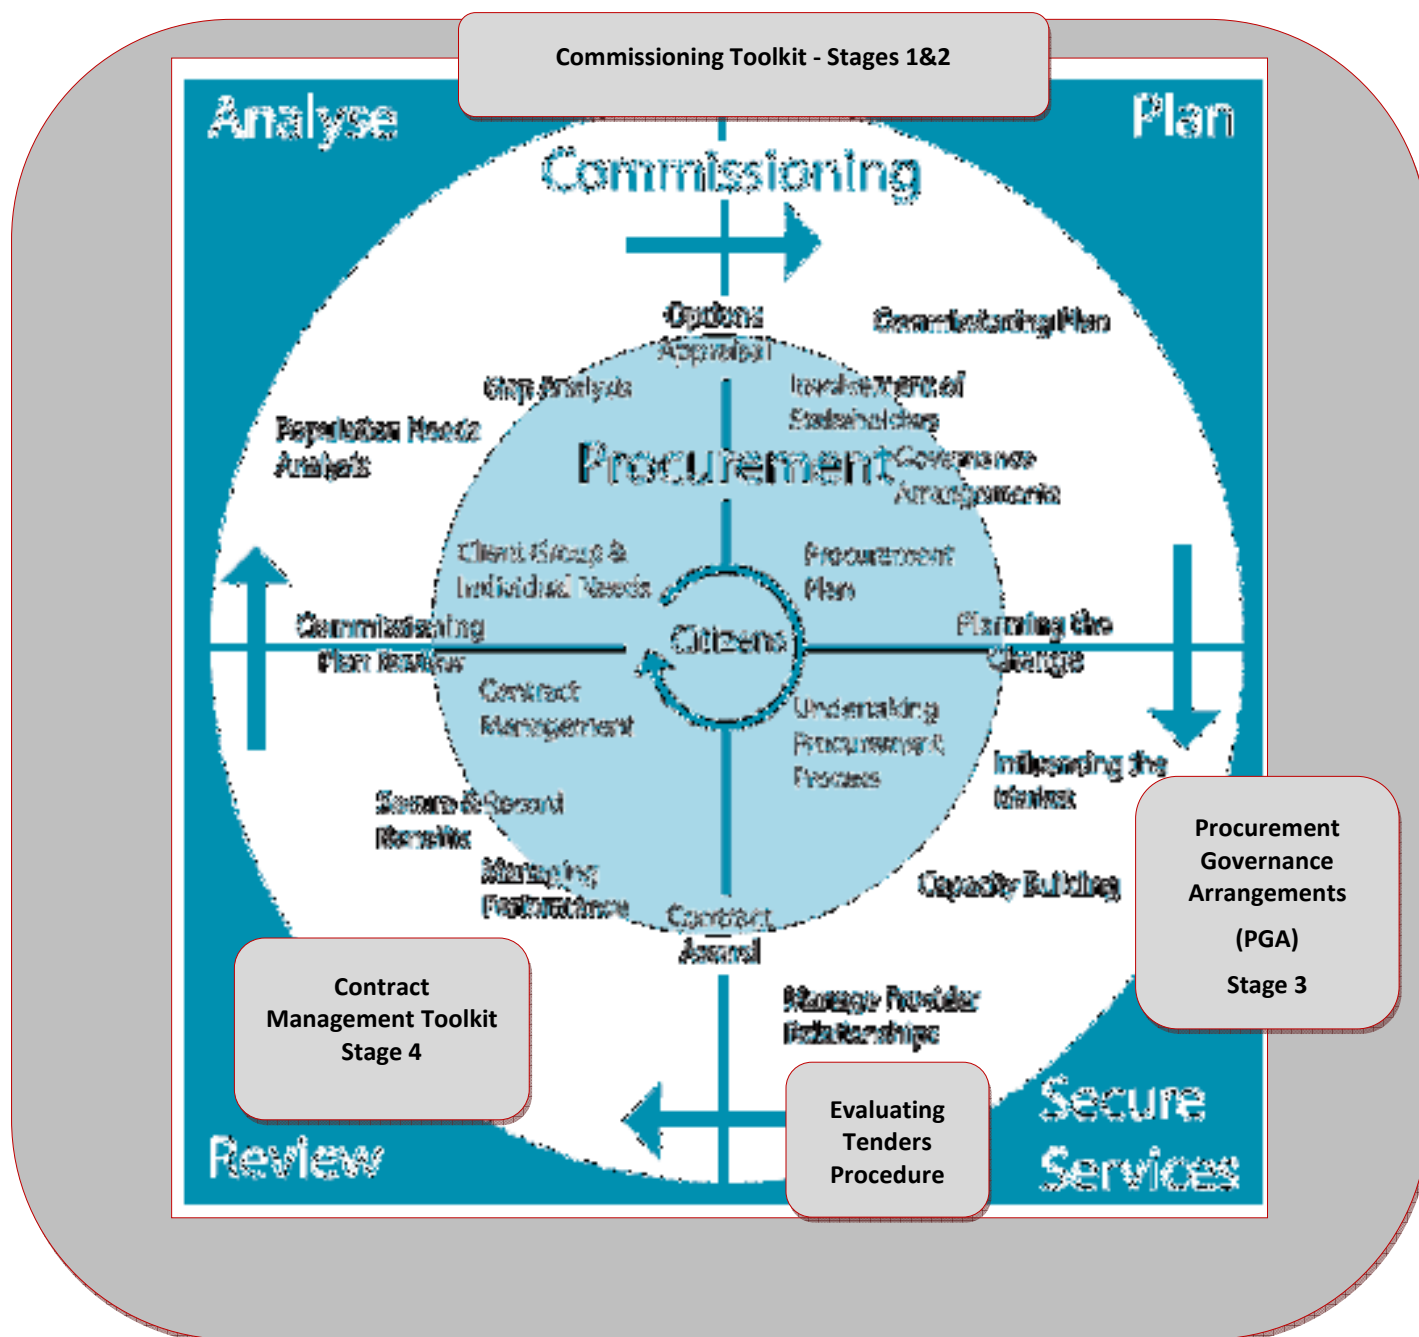 Commissioning Toolkit - Stages 1&2
Analyse
Plan
Commissioning
Options
Appraisal
Commissioning Plan
Gap Analysis
Involvement of
Stakeholders
Population Needs
Analysis
Procurement
Governance
Arrangements
Client Group &
Individual Needs
Procurement
Plan
Commissioning
Plan Review
Citizens
Planning the
Change
Contract
Management
Undertaking
Procurement
Process
Influencing the
Market
Secure & Record
Benefits
Managing
Performance
Capacity Building
Contract
Award
Manage Provider
Relationships
Procurement
Governance
Arrangements
(PGA)
Stage 3
Contract
Management Toolkit
Stage 4
Evaluating
Tenders
Procedure
Review
Secure
Services